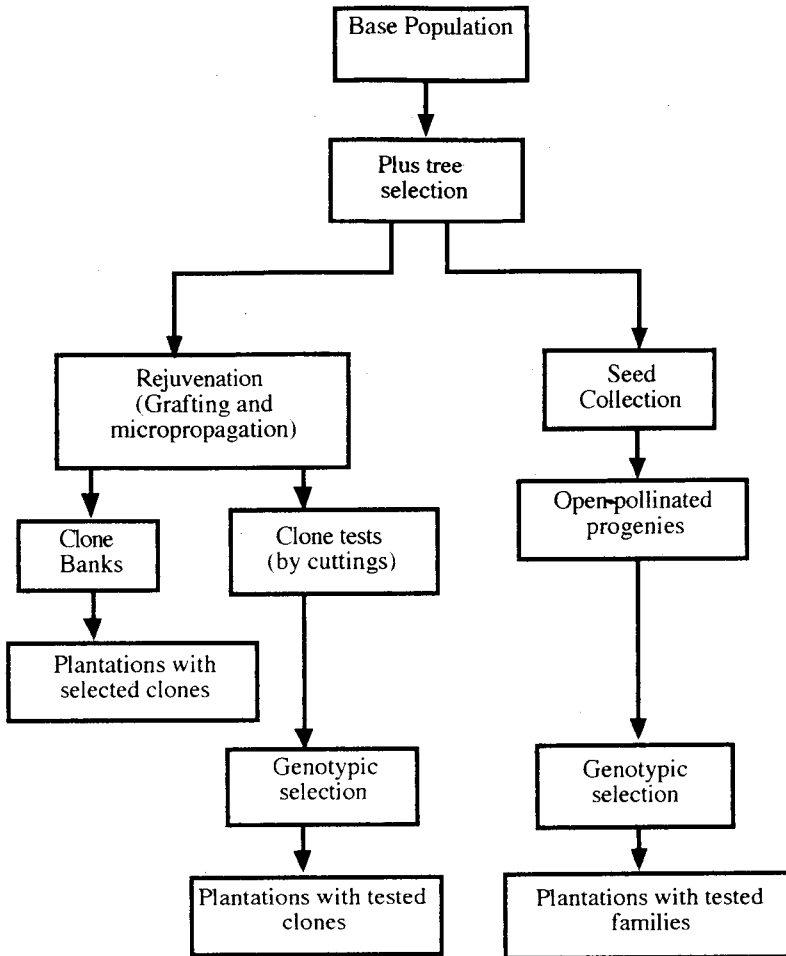 Base Population
Plus tree
selection
Rejuvenation
(Grafting and
micropropagation)
Seed
Collection
Clone
Banks
Clone tests
(by cuttings)
Open-pollinated
progenies
Plantations with
selected clones
Genotypic
selection
Genotypic
selection
Plantations with tested
clones
Plantations with tested
families